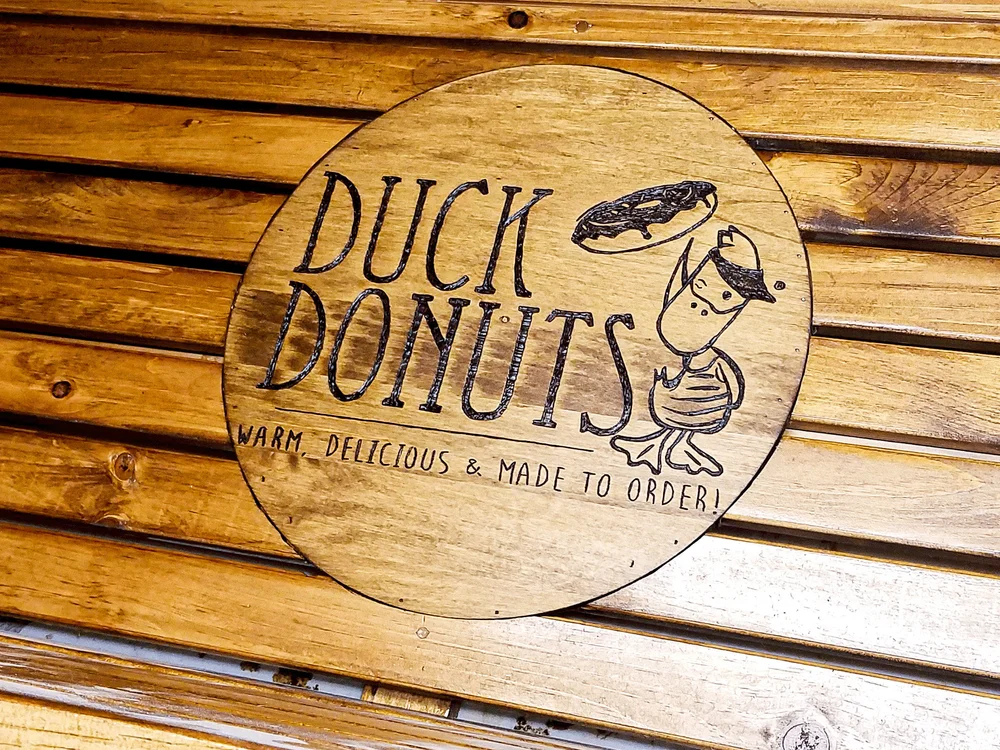 DUCK
DONUTS
WARM, DELICIOUS & MADE TO ORDER!